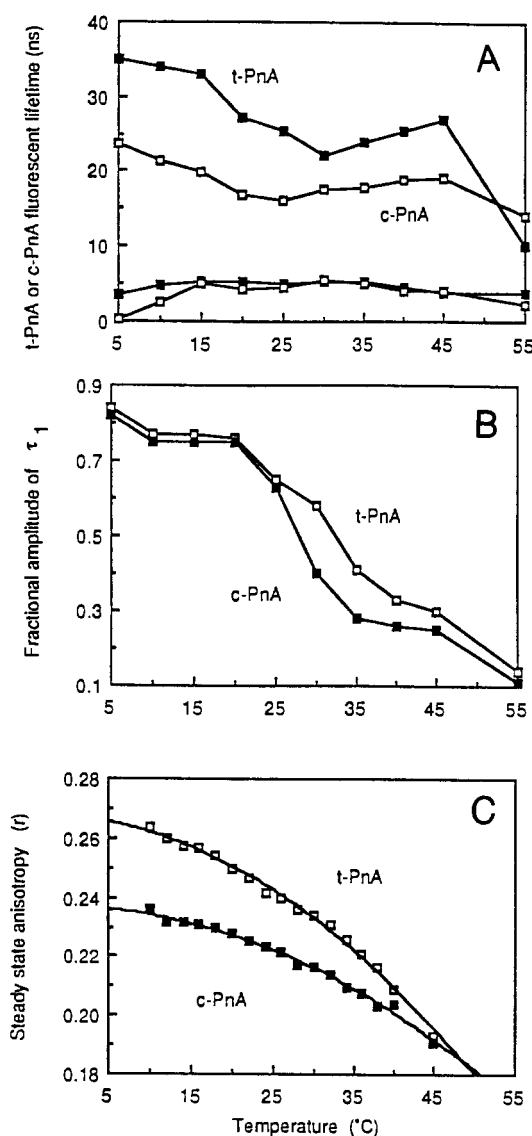 t-PnA or c-PnA fluorescent lifetime (ns)
40
30
20
10
0
A
t-PnA
c-PnA
5 15 25 35 45 55
Fractional amplitude of τ 1
0.9
0.7
0.5
0.3
0.1
B
t-PnA
c-PnA
5 15 25 35 45 55
Steady state anisotropy (r)
0.28
0.26
0.24
0.22
0.20
0.18
C
t-PnA
c-PnA
5 15 25 35 45 55
Temperature (°C)